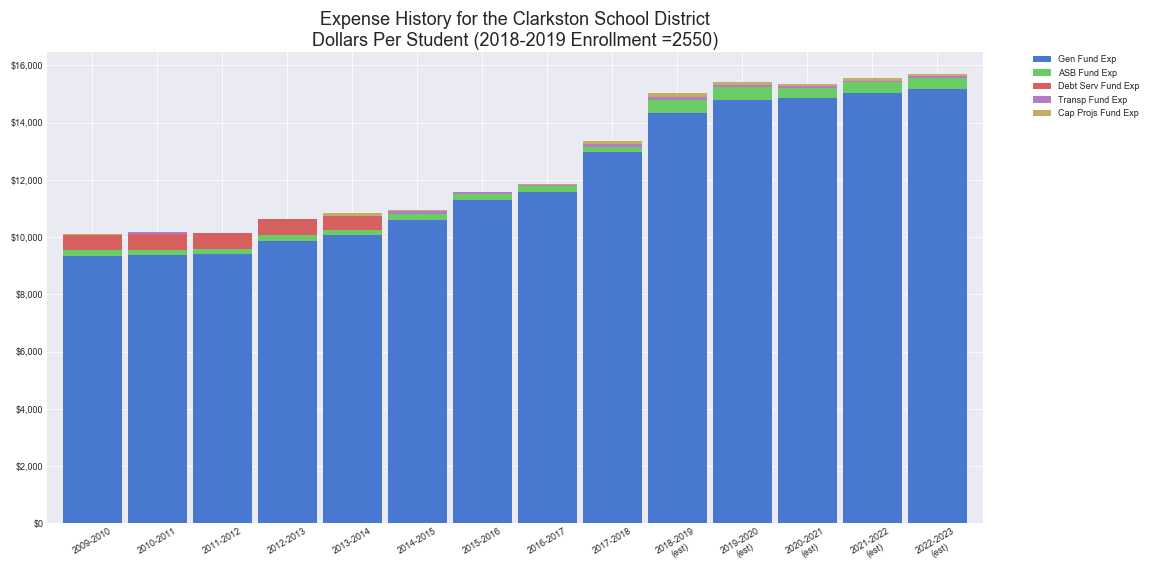 Expense History for the Clarkston School District
Dollars Per Student (2018-2019 Enrollment =2550)
$16,000
$14,000
$12,000
$10,000
$8,000
$6,000
$4,000
$2,000
$0
2009-2010
2010-2011
2011-2012
2012-2013
2013-2014
2014-2015
2015-2016
2016-2017
2017-2018
2018-2019
(est)
2019-2020
(est)
2020-2021
(est)
2021-2022
(est)
2022-2023
(est)
Gen Fund Exp
ASB Fund Exp
Debt Serv Fund Exp
Transp Fund Exp
Cap Projs Fund Exp